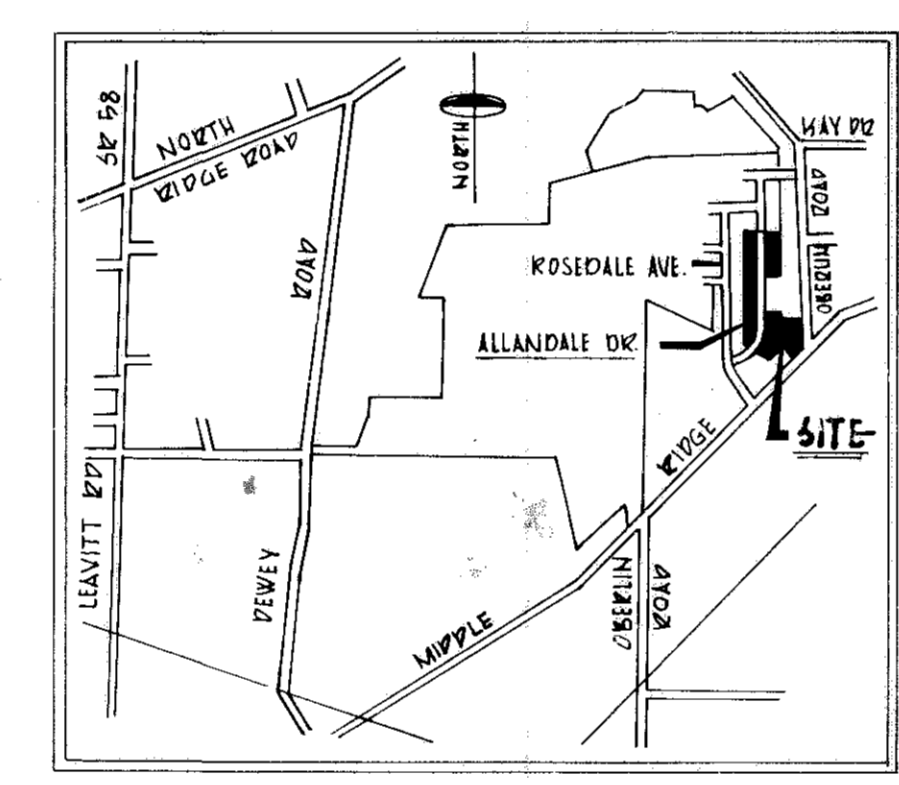 SR 58
NORTH
RIDGE ROAD
NORTH
KAY DR
ROAD
OBERLIN
ROSEDALE AVE.
ROAD
ALLANDALE DR.
SITE
RIDGE
LEAVITT RD
DEWEY
OBERLIN
ROAD
MIDDLE